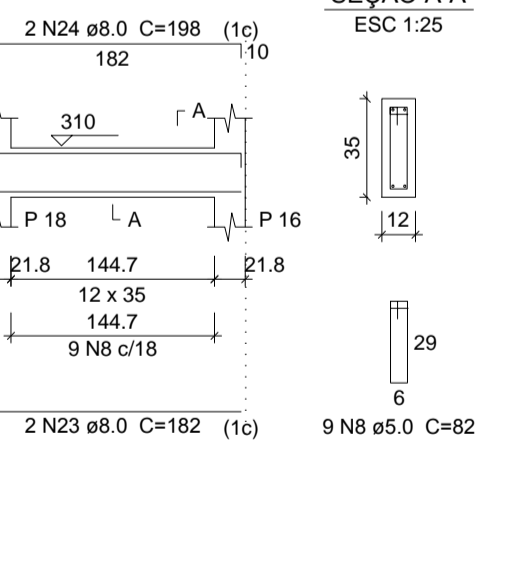 SEÇÃO A-A
ESC 1:25
2 N24 ø8.0 C=198 (1c)
182
10
A
310
35
12
P 18
A
P 16
21.8
144.7
21.8
12 x 35
144.7
9 N8 c/18
29
6
2 N23 ø8.0 C=182 (1c)
9 N8 ø5.0 C=82